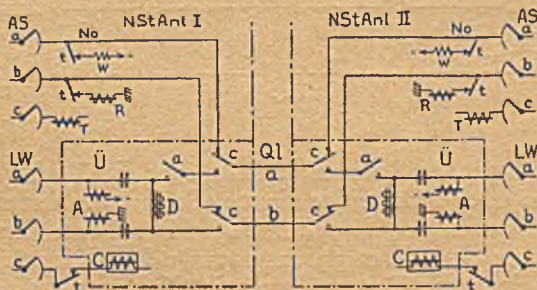 AS NStAnl I NStAnl II AS
a No No a
t W W t
b b
t R R t
c T T c
LW Ü c Ql c Ü LW
a a a a a
A D D A
b c b c b
c C C c
t t